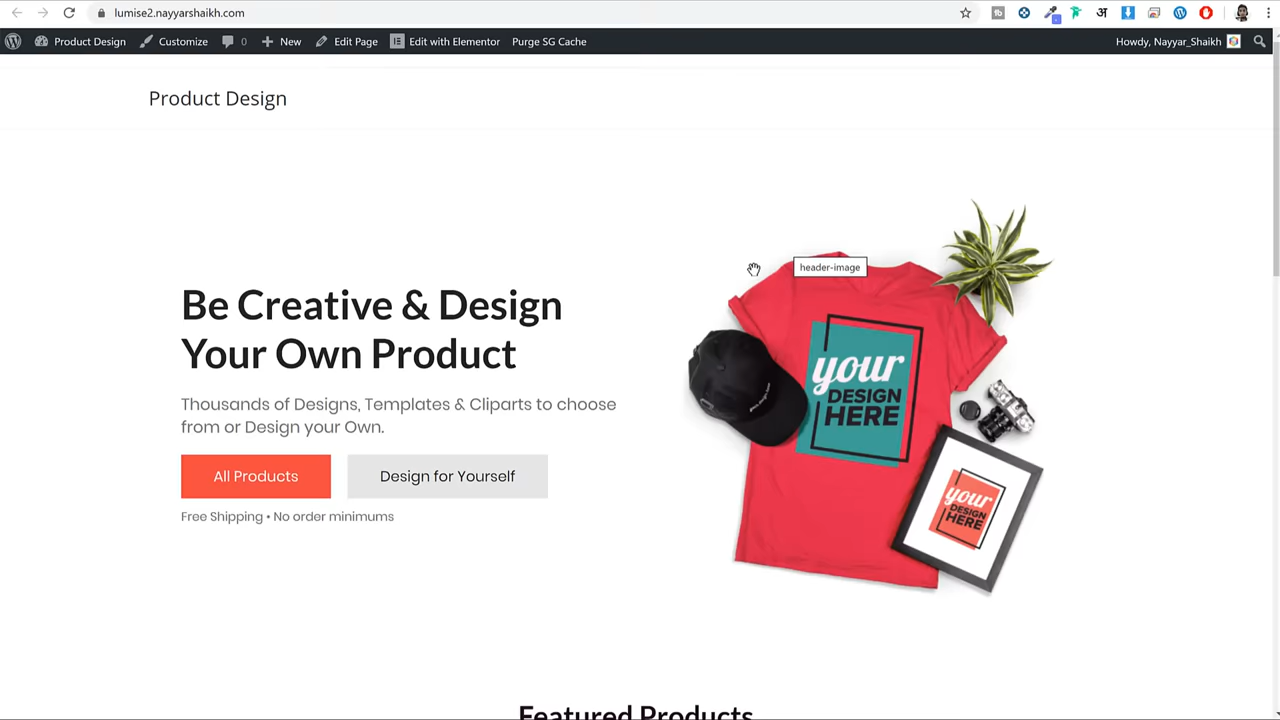 lumise2.nayyarshaikh.com
Product Design Customize 0 New Edit Page Edit with Elementor Purge SG Cache Howdy, Nayyar_Shaikh
Product Design
header-image
Be Creative & Design
Your Own Product
Thousands of Designs, Templates & Cliparts to choose
from or Design your Own.
All Products Design for Yourself
Free Shipping • No order minimums
your
DESIGN
HERE
your
DESIGN
HERE
Featured Products